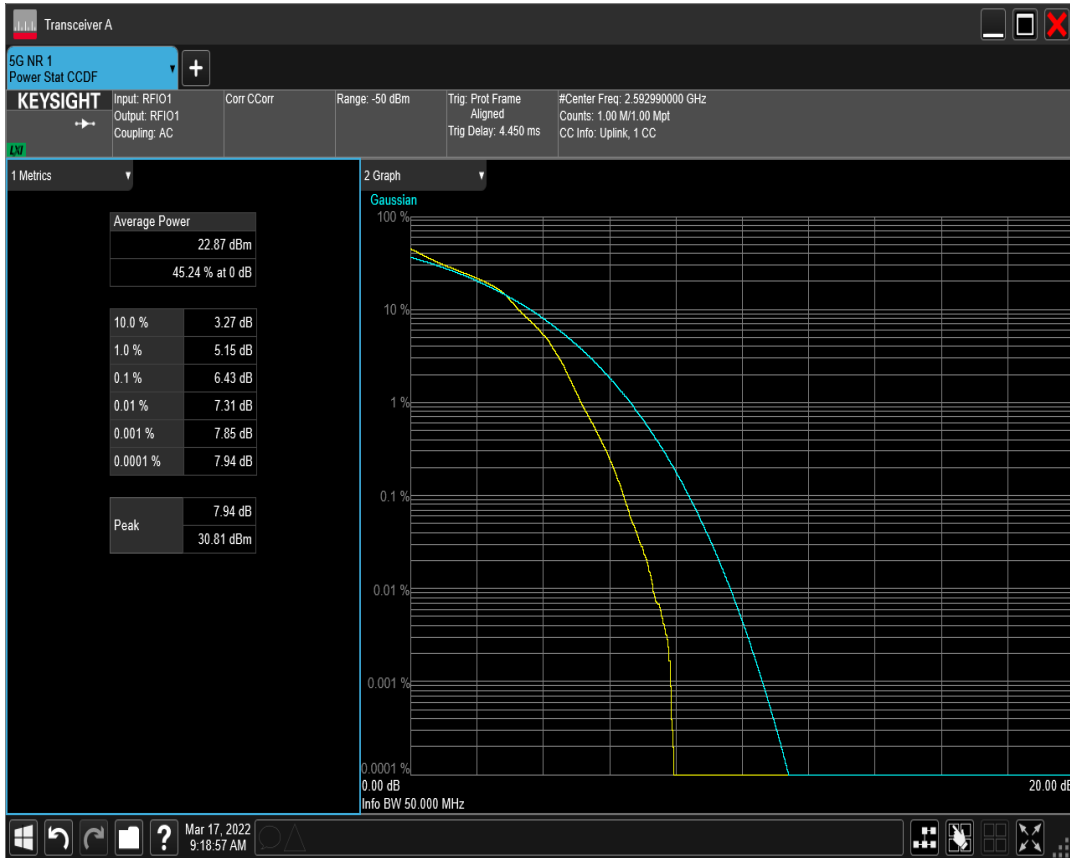 Transceiver A
5G NR 1
Power Stat CCDF
+
KEYSIGHT
LXI
Input: RFIO1
Output: RFIO1
Coupling: AC
Corr CCorr
Range: -50 dBm
Trig: Prot Frame
Aligned
Trig Delay: 4.450 ms
#Center Freq: 2.592990000 GHz
Counts: 1.00 M/1.00 Mpt
CC Info: Uplink, 1 CC
1 Metrics
Average Power
22.87 dBm
45.24 % at 0 dB
10.0 % 3.27 dB
1.0 % 5.15 dB
0.1 % 6.43 dB
0.01 % 7.31 dB
0.001 % 7.85 dB
0.0001 % 7.94 dB
Peak
7.94 dB
30.81 dBm
2 Graph
Gaussian
100 %
10 %
1 %
0.1 %
0.01 %
0.001 %
0.0001 %
0.00 dB
20.00 dB
Info BW 50.000 MHz
?
Mar 17, 2022
9:18:57 AM